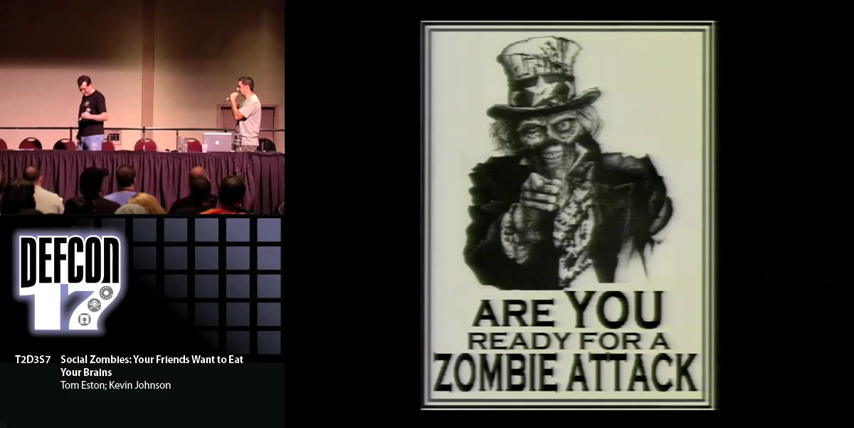 DEFCON
17
T2D3S7 Social Zombies: Your Friends Want to Eat
Your Brains
Tom Eston; Kevin Johnson
ARE YOU
READY FOR A
ZOMBIE ATTACK